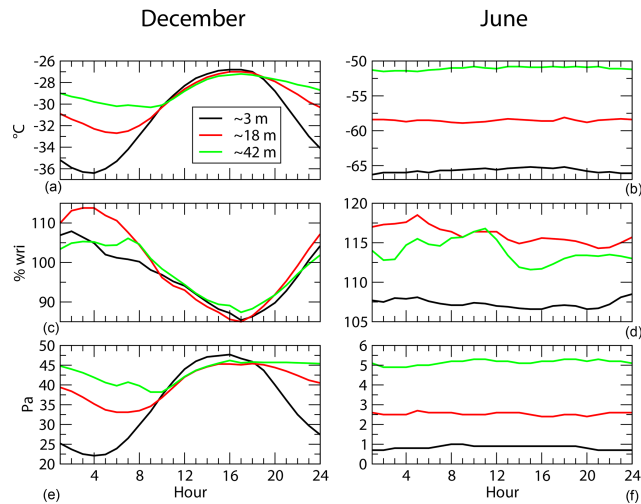 December June
-26
-28
-30
-32
-34
-36
°C
~3 m
~18 m
~42 m
(a)
-50
-55
-60
-65
(b)
110
100
90
% wri
(c)
120
115
110
105
(d)
50
45
40
35
30
25
20
Pa
4 8 12 16 20 24
Hour
(e)
6
5
4
3
2
1
0
4 8 12 16 20 24
Hour
(f)